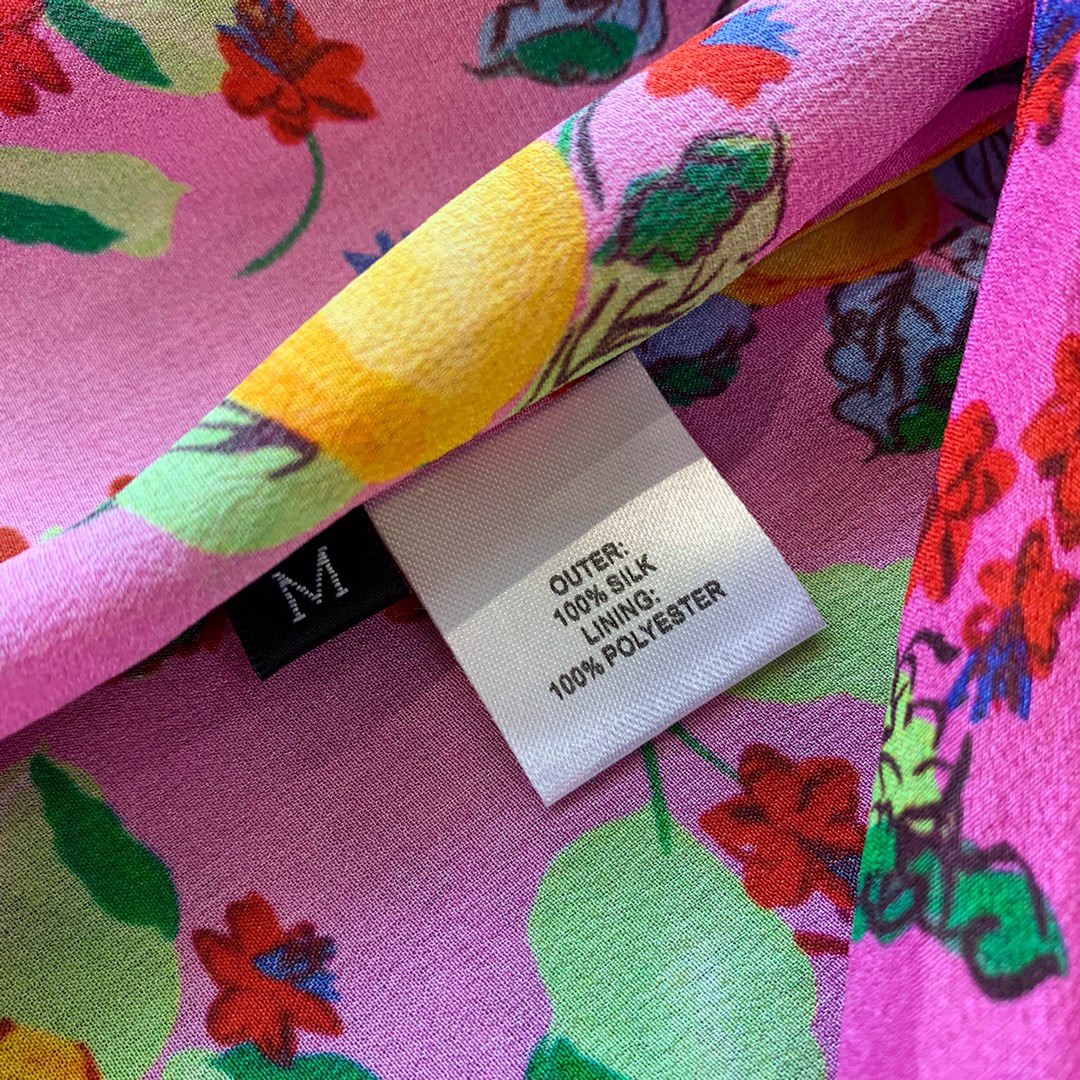 M
OUTER:
100% SILK
LINING:
100% POLYESTER